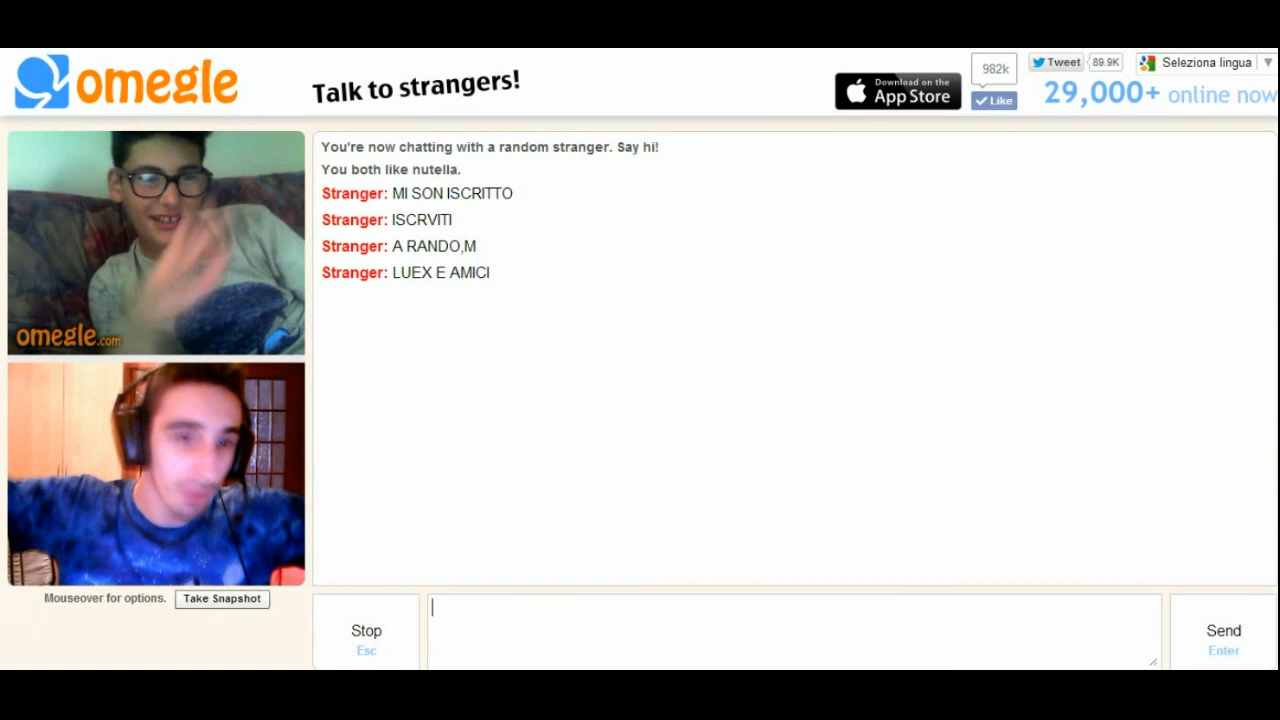 omegle
Talk to strangers!
Download on the
App Store
982k
Like
Tweet
89.9K
Seleziona lingua
29,000+ online now
You're now chatting with a random stranger. Say hi!
You both like nutella.
Stranger: MI SON ISCRITTO
Stranger: ISCRVITI
Stranger: A RANDO,M
Stranger: LUEX E AMICI
omegle.com
Mouseover for options.
Take Snapshot
Stop
Esc
Send
Enter